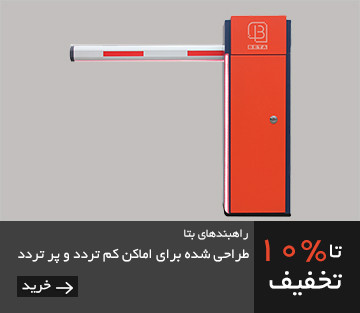 BETA
راهبندهای بتا
طراحی شده برای اماکن کم تردد و پر تردد
تا ۱۰%
تخفیف
خرید